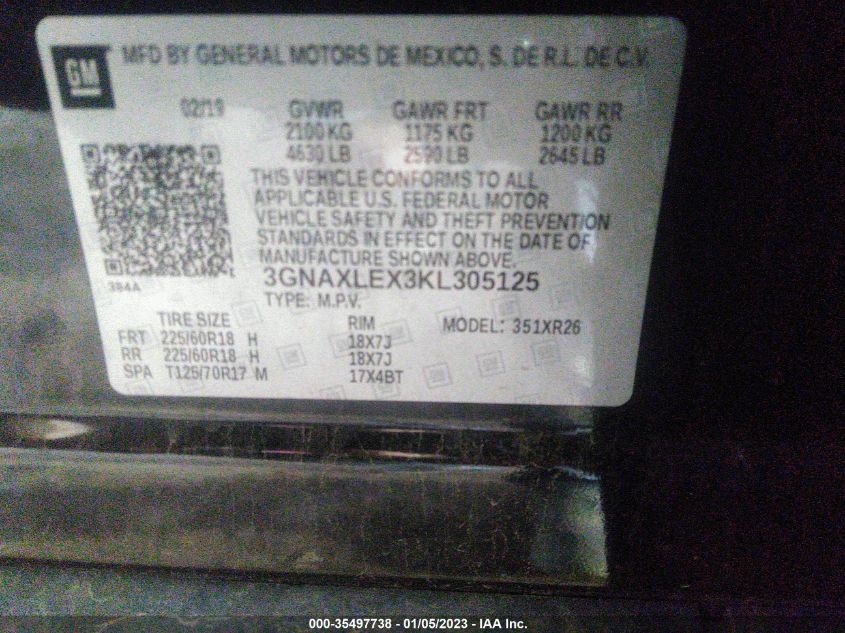 GM
MFD BY GENERAL MOTORS DE MEXICO, S. DE R.L. DE C.V.
02/19 GVWR GAWR FRT GAWR RR
2100 KG 1175 KG 1200 KG
4630 LB 2590 LB 2645 LB
THIS VEHICLE CONFORMS TO ALL
APPLICABLE U.S. FEDERAL MOTOR
VEHICLE SAFETY AND THEFT PREVENTION
STANDARDS IN EFFECT ON THE DATE OF
MANUFACTURE SHOWN ABOVE.
384A
3GNAXLEX3KL305125
TYPE: M.P.V.
TIRE SIZE RIM MODEL: 351XR26
FRT 225/60R18 H 18X7J
RR 225/60R18 H 18X7J
SPA T125/70R17 M 17X4BT
000-35497738 - 01/05/2023 - IAA Inc.